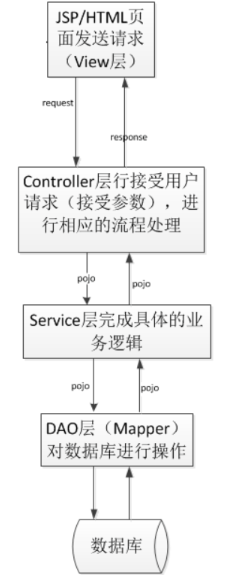 JSP/HTML页
面发送请求
（View层）
request
response
Controller层行接受用户
请求（接受参数），进
行相应的流程处理
pojo
pojo
Service层完成具体的业
务逻辑
pojo
pojo
DAO层（Mapper）
对数据库进行操作
数据库